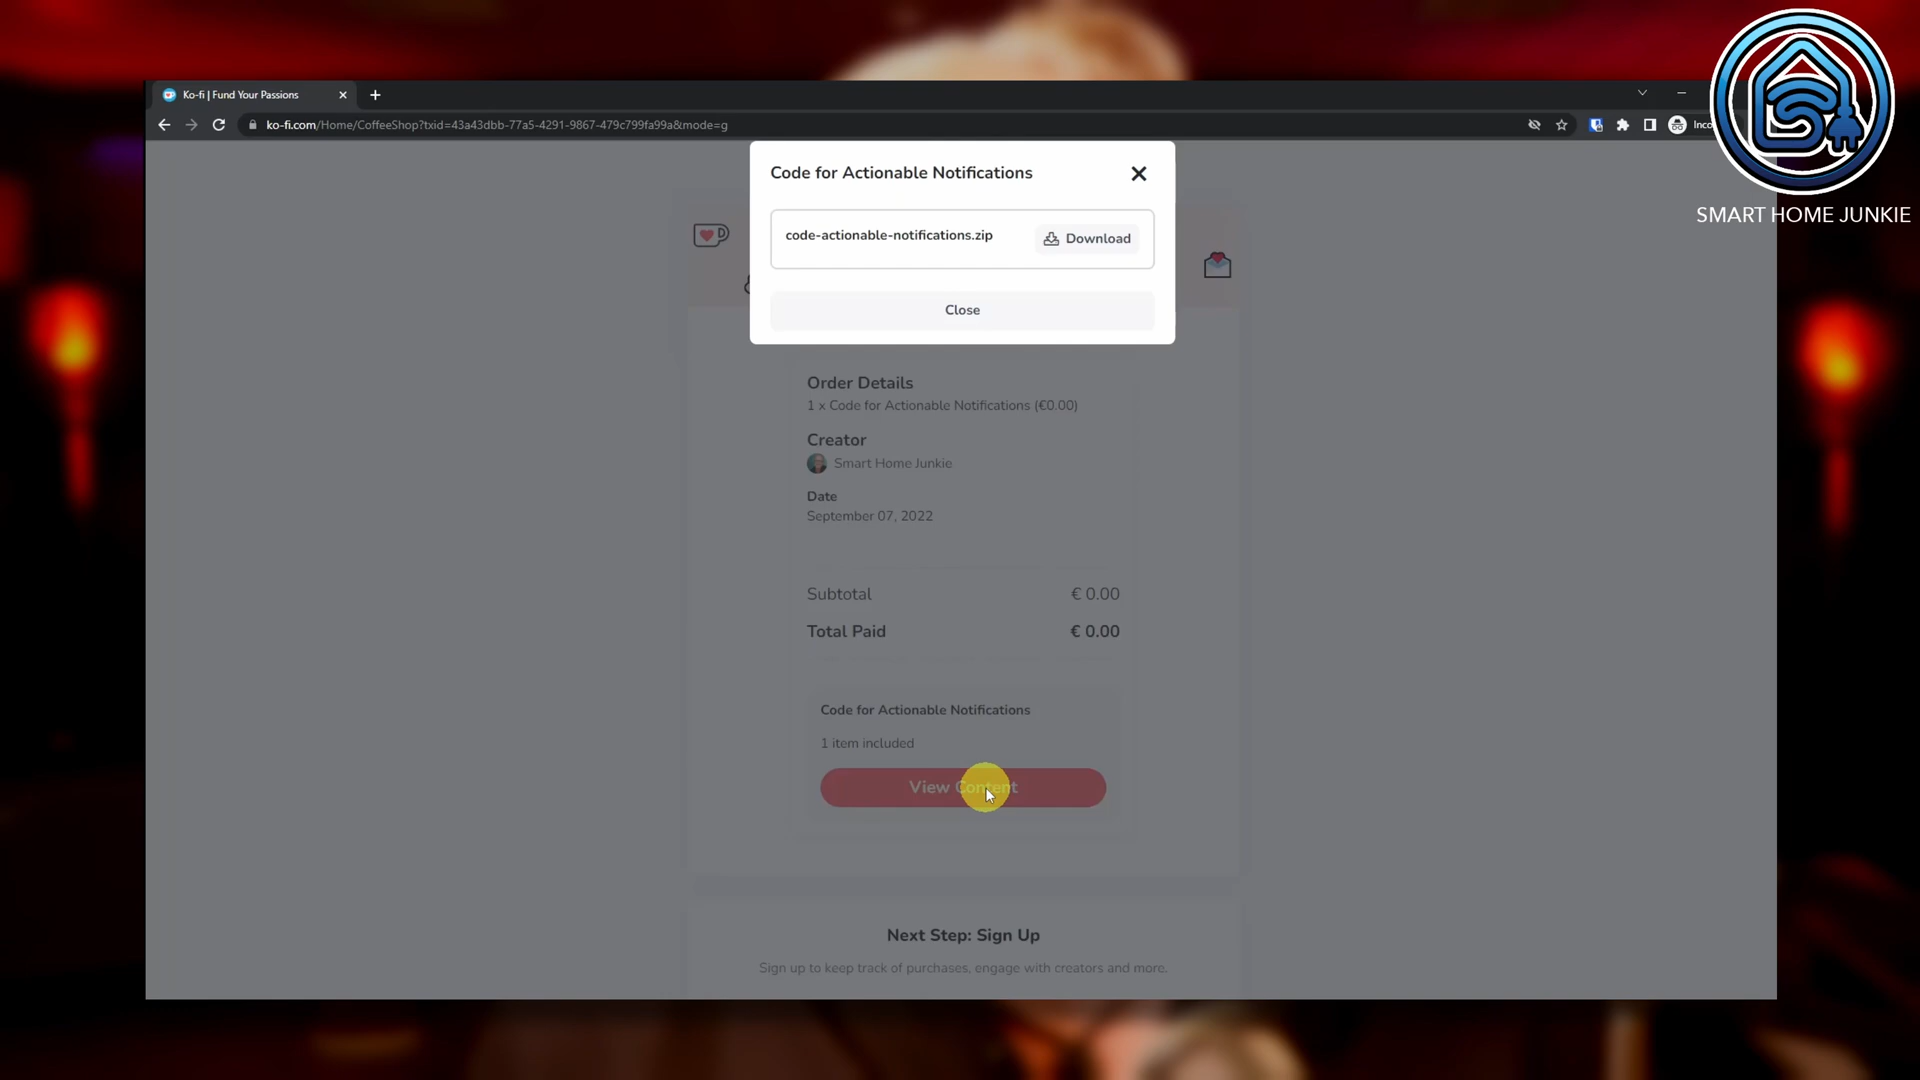 Ko-fi | Fund Your Passions
ko-fi.com/Home/CoffeeShop?txid=43a43dbb-77a5-4291-9867-479c799fa99a&mode=g
SMART HOME JUNKIE
Code for Actionable Notifications
code-actionable-notifications.zip
Download
Close
Order Details
1 x Code for Actionable Notifications (€0.00)
Creator
Smart Home Junkie
Date
September 07, 2022
Subtotal € 0.00
Total Paid € 0.00
Code for Actionable Notifications
1 item included
View Content
Next Step: Sign Up
Sign up to keep track of purchases, engage with creators and more.